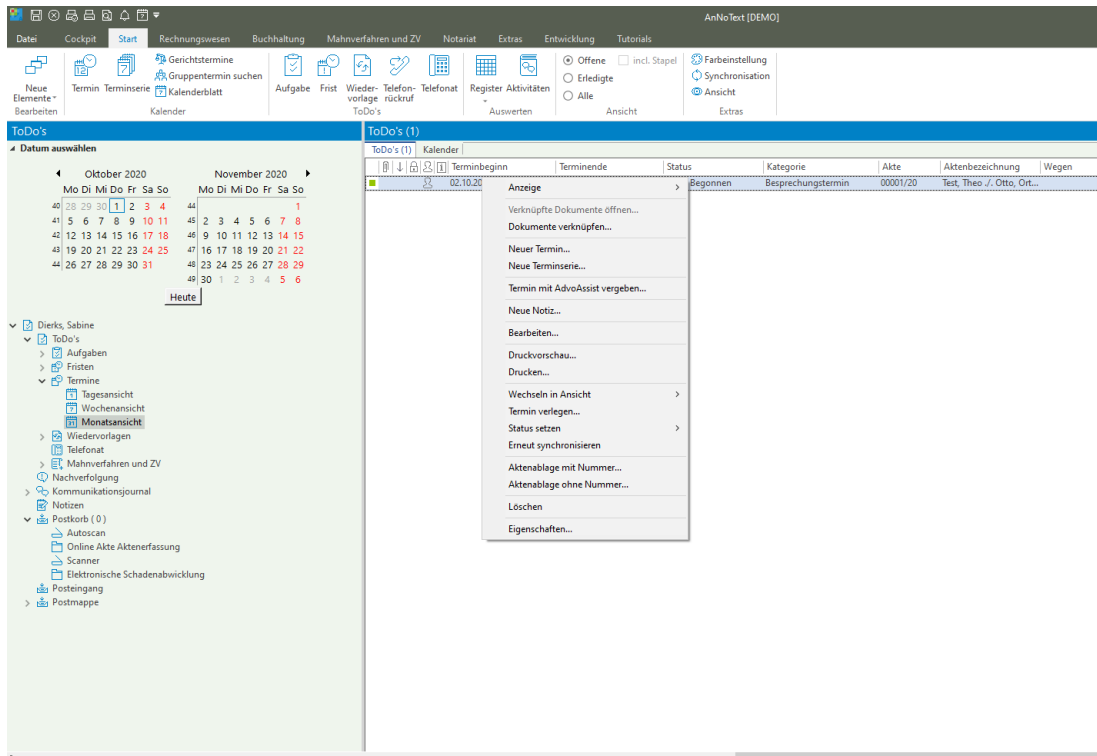 AnNoText [DEMO]
Datei Cockpit Start Rechnungswesen Buchhaltung Mahnverfahren und ZV Notariat Extras Entwicklung Tutorials
Neue Elemente
Bearbeiten
Termin Terminserie
Gerichtstermine
Gruppentermin suchen
Kalenderblatt
Kalender
Aufgabe Frist Wieder-vorlage Telefon-rückruf Telefonat
ToDo's
Register Aktivitäten
Auswerten
Offene incl. Stapel
Erledigte
Alle
Ansicht
Farbeinstellung
Synchronisation
Ansicht
Extras
ToDo's
Datum auswählen
Oktober 2020 November 2020
Mo Di Mi Do Fr Sa So Mo Di Mi Do Fr Sa So
40 28 29 30 1 2 3 4 44 1
41 5 6 7 8 9 10 11 45 2 3 4 5 6 7 8
42 12 13 14 15 16 17 18 46 9 10 11 12 13 14 15
43 19 20 21 22 23 24 25 47 16 17 18 19 20 21 22
44 26 27 28 29 30 31 48 23 24 25 26 27 28 29
49 30 1 2 3 4 5 6
Heute
Dierks, Sabine
ToDo's
Aufgaben
Fristen
Termine
Tagesansicht
Wochenansicht
Monatsansicht
Wiedervorlagen
Telefonat
Mahnverfahren und ZV
Nachverfolgung
Kommunikationsjournal
Notizen
Postkorb ( 0 )
Autoscan
Online Akte Aktenerfassung
Scanner
Elektronische Schadenabwicklung
Posteingang
Postmappe
ToDo's (1)
ToDo's (1) Kalender
Terminbeginn Terminende Status Kategorie Akte Aktenbezeichnung Wegen
02.10.20 Begonnen Besprechungstermin 00001/20 Test, Theo ./. Otto, Ort...
Anzeige
Verknüpfte Dokumente öffnen...
Dokumente verknüpfen...
Neuer Termin...
Neue Terminserie...
Termin mit AdvoAssist vergeben...
Neue Notiz...
Bearbeiten...
Druckvorschau...
Drucken...
Wechseln in Ansicht
Termin verlegen...
Status setzen
Erneut synchronisieren
Aktenablage mit Nummer...
Aktenablage ohne Nummer...
Löschen
Eigenschaften...